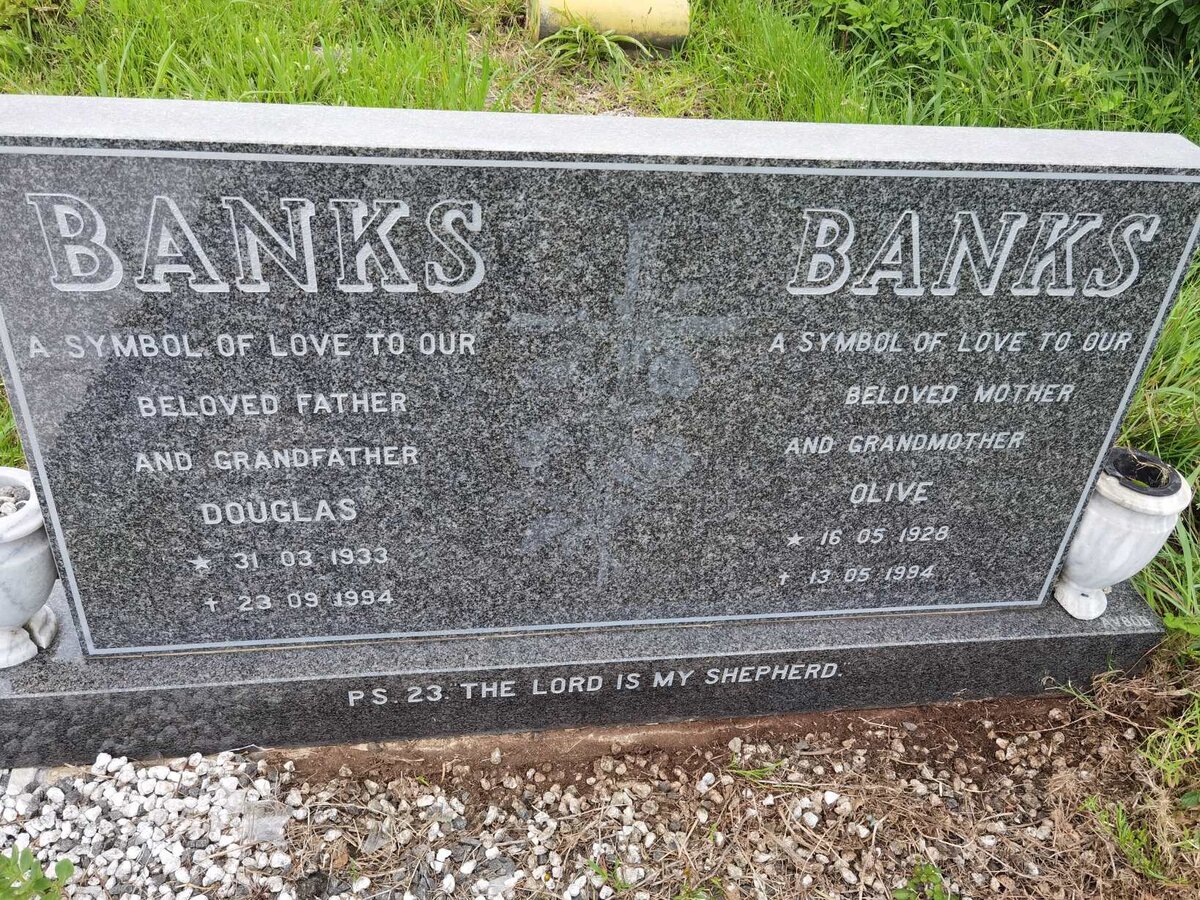 BANKS
A SYMBOL OF LOVE TO OUR
BELOVED FATHER
AND GRANDFATHER
DOUGLAS
★ 31 03 1933
† 23 09 1994
BANKS
A SYMBOL OF LOVE TO OUR
BELOVED MOTHER
AND GRANDMOTHER
OLIVE
★ 16 05 1928
† 13 05 1994
AVBOB
PS. 23. THE LORD IS MY SHEPHERD.